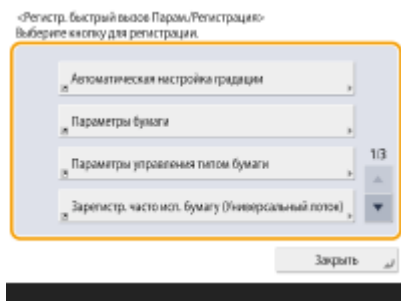 <Регистр. быстрый вызов Парам./Регистрация>
Выберите кнопку для регистрации.
Автоматическая настройка градации
Параметры бумаги
Параметры управления типом бумаги
1/3
Зарегистр. часто исп. бумагу (Универсальный лоток)
Закрыть